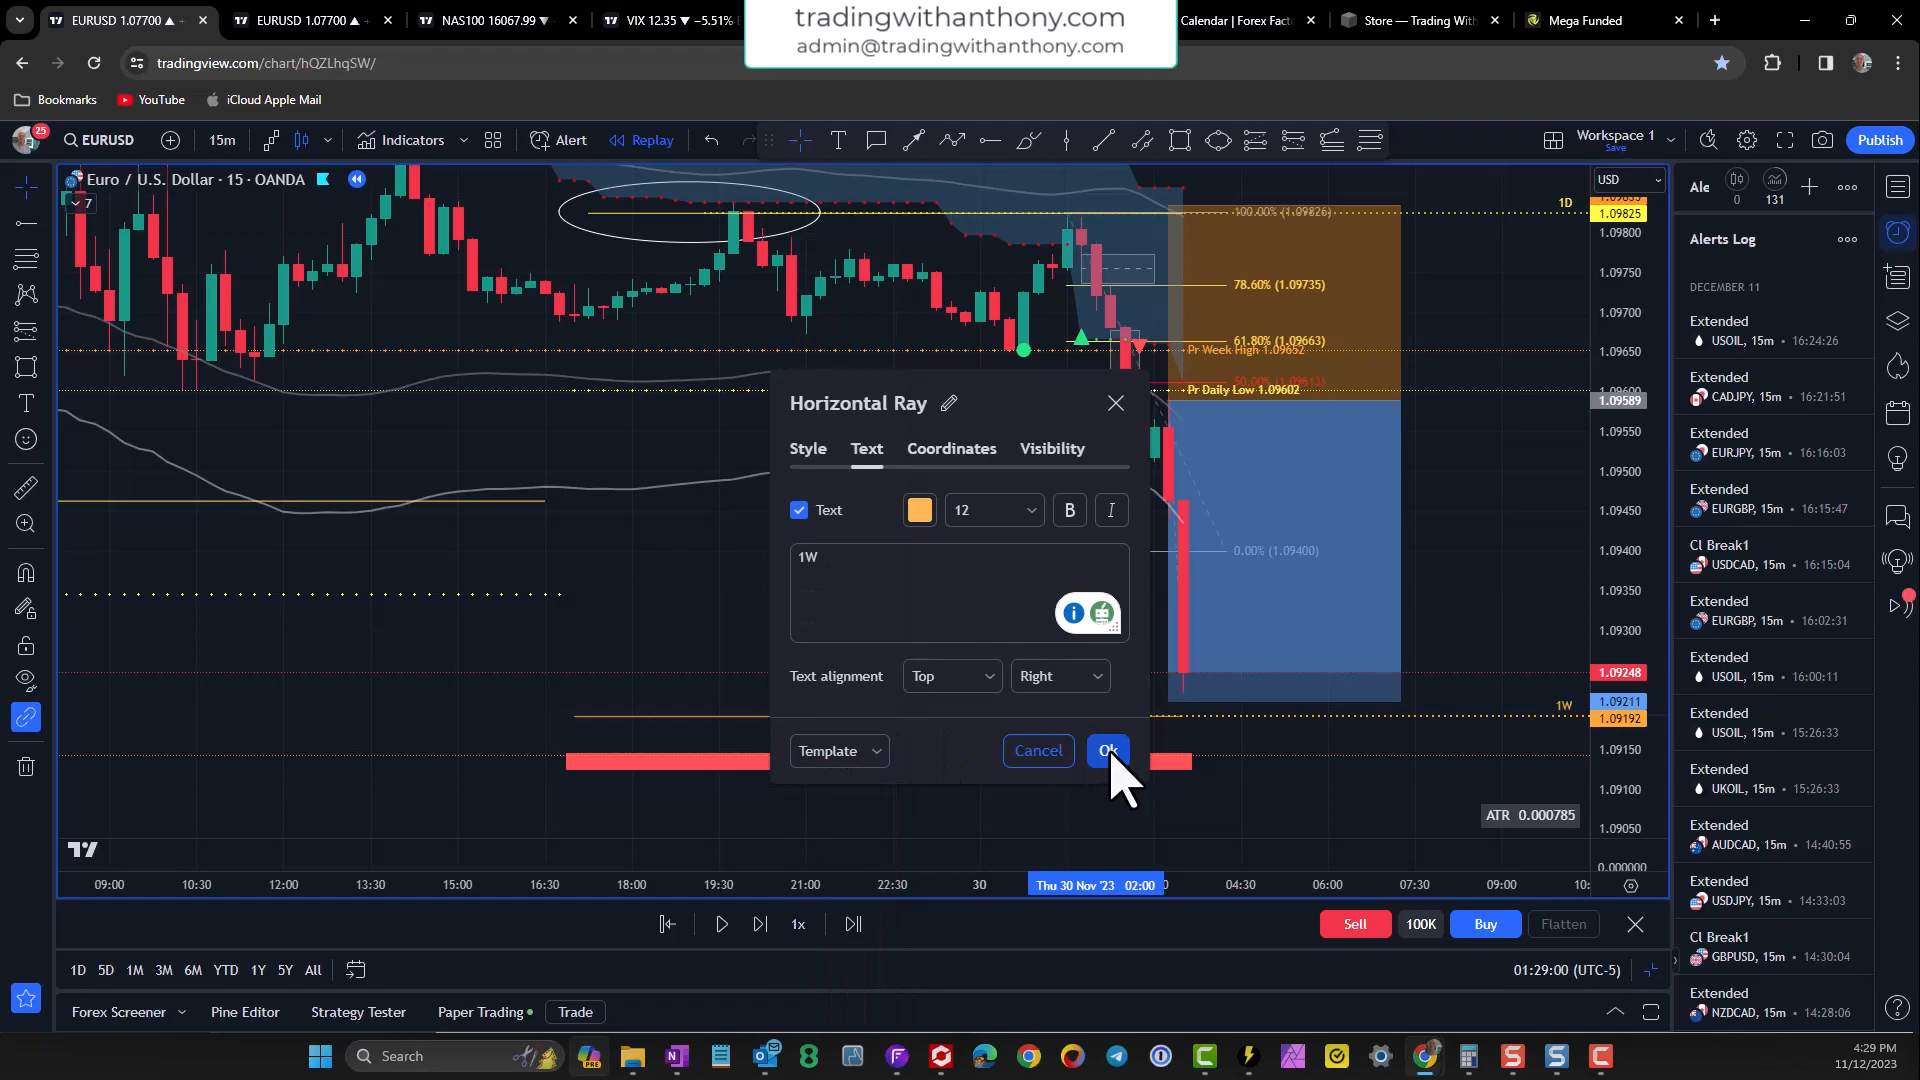 EURUSD 1.07700 ▲
EURUSD 1.07700 ▲
NAS100 16067.99 ▼
VIX 12.35 ▼ −5.51%
Calendar | Forex Fact
Store — Trading With
Mega Funded
tradingwithanthony.com
admin@tradingwithanthony.com
tradingview.com/chart/hQZLhqSW/
Bookmarks
YouTube
iCloud Apple Mail
25
EURUSD
15m
Indicators
Alert
Replay
Workspace 1
Save
Publish
Euro / U.S. Dollar · 15 · OANDA
7
USD
1D
1.09825
1.09800
1.09750
1.09700
1.09650
1.09600
1.09589
1.09550
1.09500
1.09450
1.09400
1.09350
1.09300
1.09248
1.09211
1W
1.09192
1.09150
1.09100
1.09050
0.000000
100.00% (1.09826)
78.60% (1.09735)
61.80% (1.09663)
Pr Week High 1.09652
50.00% (1.09613)
Pr Daily Low 1.09602
0.00% (1.09400)
Horizontal Ray
Style
Text
Coordinates
Visibility
Text
12
B
I
1W
Text alignment
Top
Right
Template
Cancel
Ok
ATR 0.000785
09:00
10:30
12:00
13:30
15:00
16:30
18:00
19:30
21:00
22:30
30
Thu 30 Nov '23 02:00
04:30
06:00
07:30
09:00
10:
1x
Sell
100K
Buy
Flatten
1D
5D
1M
3M
6M
YTD
1Y
5Y
All
01:29:00 (UTC-5)
Forex Screener
Pine Editor
Strategy Tester
Paper Trading
Trade
Ale
0
131
Alerts Log
DECEMBER 11
Extended
USOIL, 15m • 16:24:26
Extended
CADJPY, 15m • 16:21:51
Extended
EURJPY, 15m • 16:16:03
Extended
EURGBP, 15m • 16:15:47
Cl Break1
USDCAD, 15m • 16:15:04
Extended
EURGBP, 15m • 16:02:31
Extended
USOIL, 15m • 16:00:11
Extended
USOIL, 15m • 15:26:33
Extended
UKOIL, 15m • 15:26:33
Extended
AUDCAD, 15m • 14:40:55
Extended
USDJPY, 15m • 14:33:03
Cl Break1
GBPUSD, 15m • 14:30:04
Extended
NZDCAD, 15m • 14:28:06
Search
PRE
4:29 PM
11/12/2023